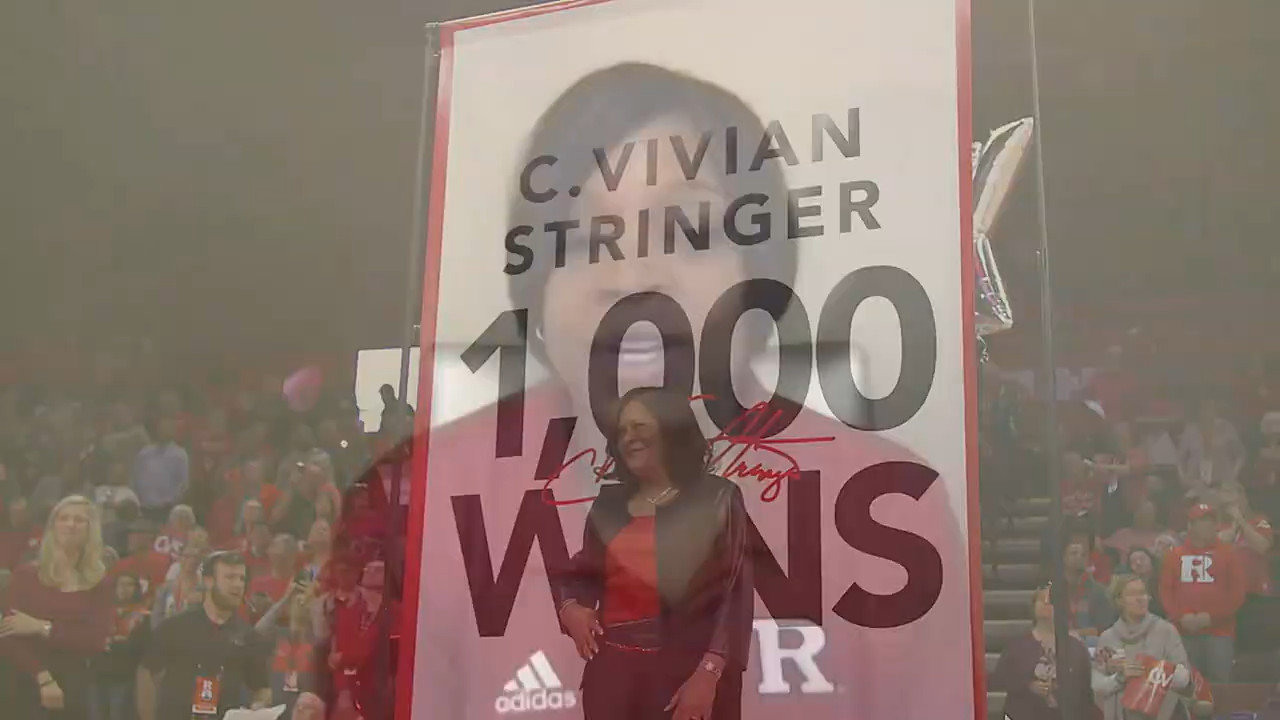 C. VIVIAN
STRINGER
1,000
WINS
adidas
R
R
R